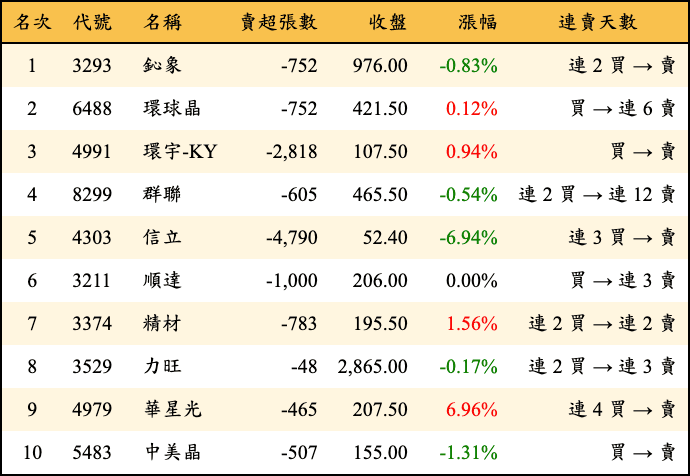 名次 代號 名稱 賣超張數 收盤 漲幅 連賣天數
1 3293 鈊象 -752 976.00 -0.83% 連 2 買 → 賣
2 6488 環球晶 -752 421.50 0.12% 買 → 連 6 賣
3 4991 環宇-KY -2,818 107.50 0.94% 買 → 賣
4 8299 群聯 -605 465.50 -0.54% 連 2 買 → 連 12 賣
5 4303 信立 -4,790 52.40 -6.94% 連 3 買 → 賣
6 3211 順達 -1,000 206.00 0.00% 買 → 連 3 賣
7 3374 精材 -783 195.50 1.56% 連 2 買 → 連 2 賣
8 3529 力旺 -48 2,865.00 -0.17% 連 2 買 → 連 3 賣
9 4979 華星光 -465 207.50 6.96% 連 4 買 → 賣
10 5483 中美晶 -507 155.00 -1.31% 買 → 賣